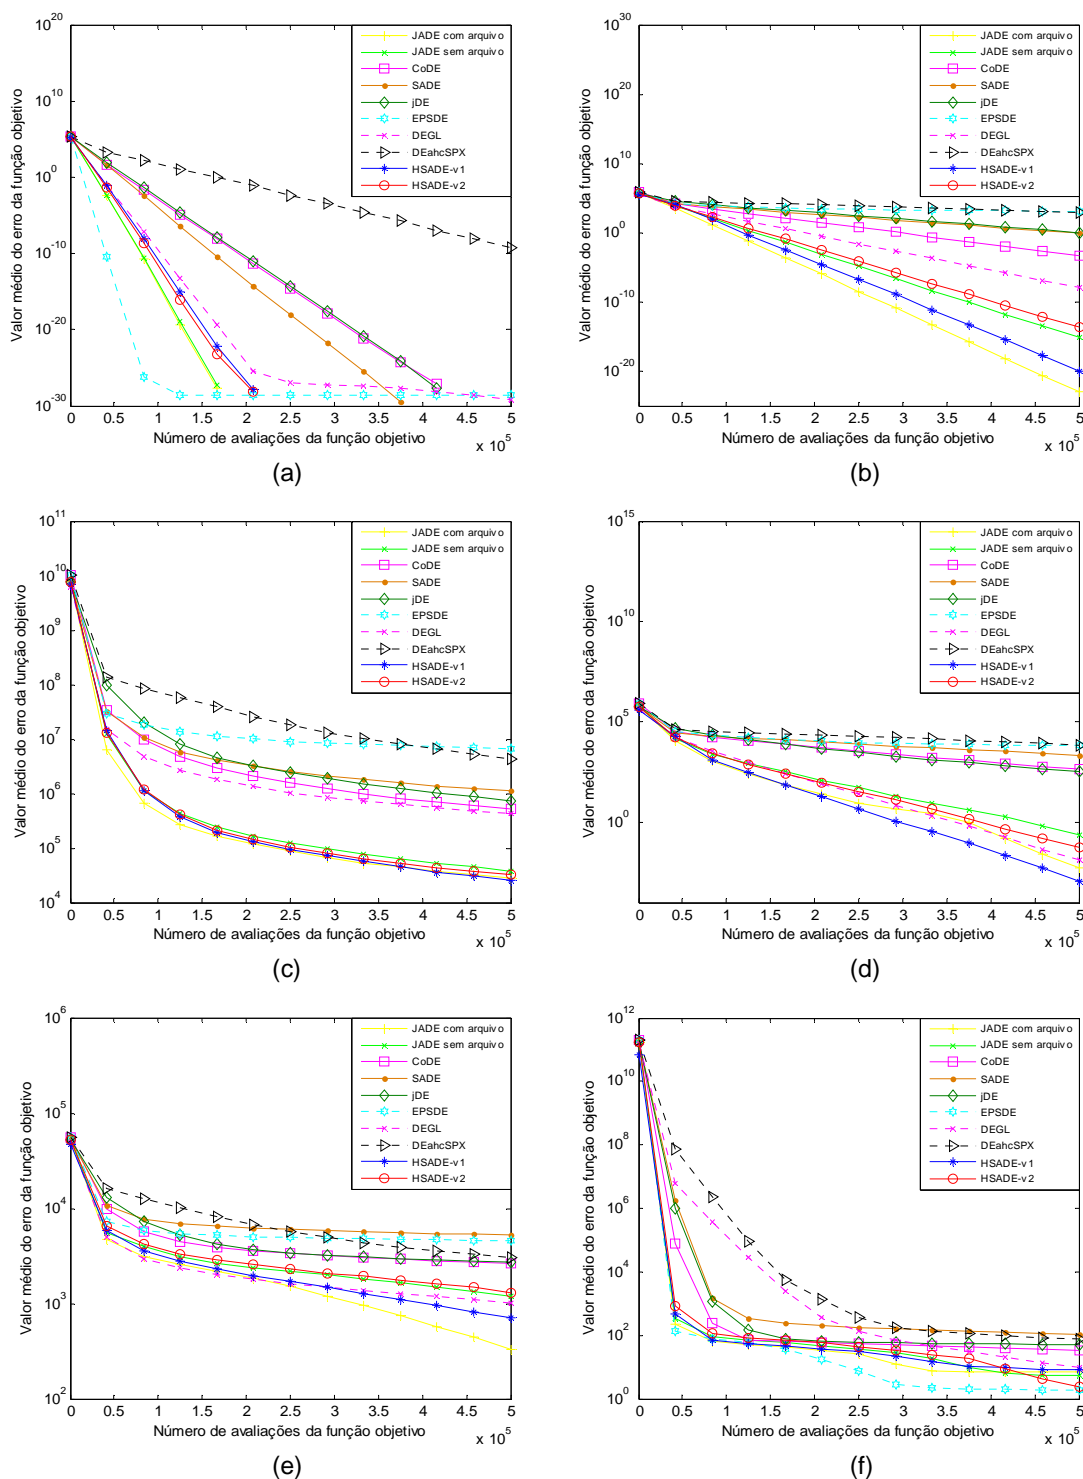 Valor médio do erro da função objetivo
10^20
10^10
10^0
10^-10
10^-20
10^-30
JADE com arquivo
JADE sem arquivo
CoDE
SADE
jDE
EPSDE
DEGL
DEahcSPX
HSADE-v1
HSADE-v2
0 0.5 1 1.5 2 2.5 3 3.5 4 4.5 5
Número de avaliações da função objetivo
x 10^5
(a)
Valor médio do erro da função objetivo
10^30
10^20
10^10
10^0
10^-10
10^-20
JADE com arquivo
JADE sem arquivo
CoDE
SADE
jDE
EPSDE
DEGL
DEahcSPX
HSADE-v1
HSADE-v2
0 0.5 1 1.5 2 2.5 3 3.5 4 4.5 5
Número de avaliações da função objetivo
x 10^5
(b)
Valor médio do erro da função objetivo
10^11
10^10
10^9
10^8
10^7
10^6
10^5
10^4
JADE com arquivo
JADE sem arquivo
CoDE
SADE
jDE
EPSDE
DEGL
DEahcSPX
HSADE-v1
HSADE-v2
0 0.5 1 1.5 2 2.5 3 3.5 4 4.5 5
Número de avaliações da função objetivo
x 10^5
(c)
Valor médio do erro da função objetivo
10^15
10^10
10^5
10^0
JADE com arquivo
JADE sem arquivo
CoDE
SADE
jDE
EPSDE
DEGL
DEahcSPX
HSADE-v1
HSADE-v2
0 0.5 1 1.5 2 2.5 3 3.5 4 4.5 5
Número de avaliações da função objetivo
x 10^5
(d)
Valor médio do erro da função objetivo
10^6
10^5
10^4
10^3
10^2
JADE com arquivo
JADE sem arquivo
CoDE
SADE
jDE
EPSDE
DEGL
DEahcSPX
HSADE-v1
HSADE-v2
0 0.5 1 1.5 2 2.5 3 3.5 4 4.5 5
Número de avaliações da função objetivo
x 10^5
(e)
Valor médio do erro da função objetivo
10^12
10^10
10^8
10^6
10^4
10^2
10^0
JADE com arquivo
JADE sem arquivo
CoDE
SADE
jDE
EPSDE
DEGL
DEahcSPX
HSADE-v1
HSADE-v2
0 0.5 1 1.5 2 2.5 3 3.5 4 4.5 5
Número de avaliações da função objetivo
x 10^5
(f)